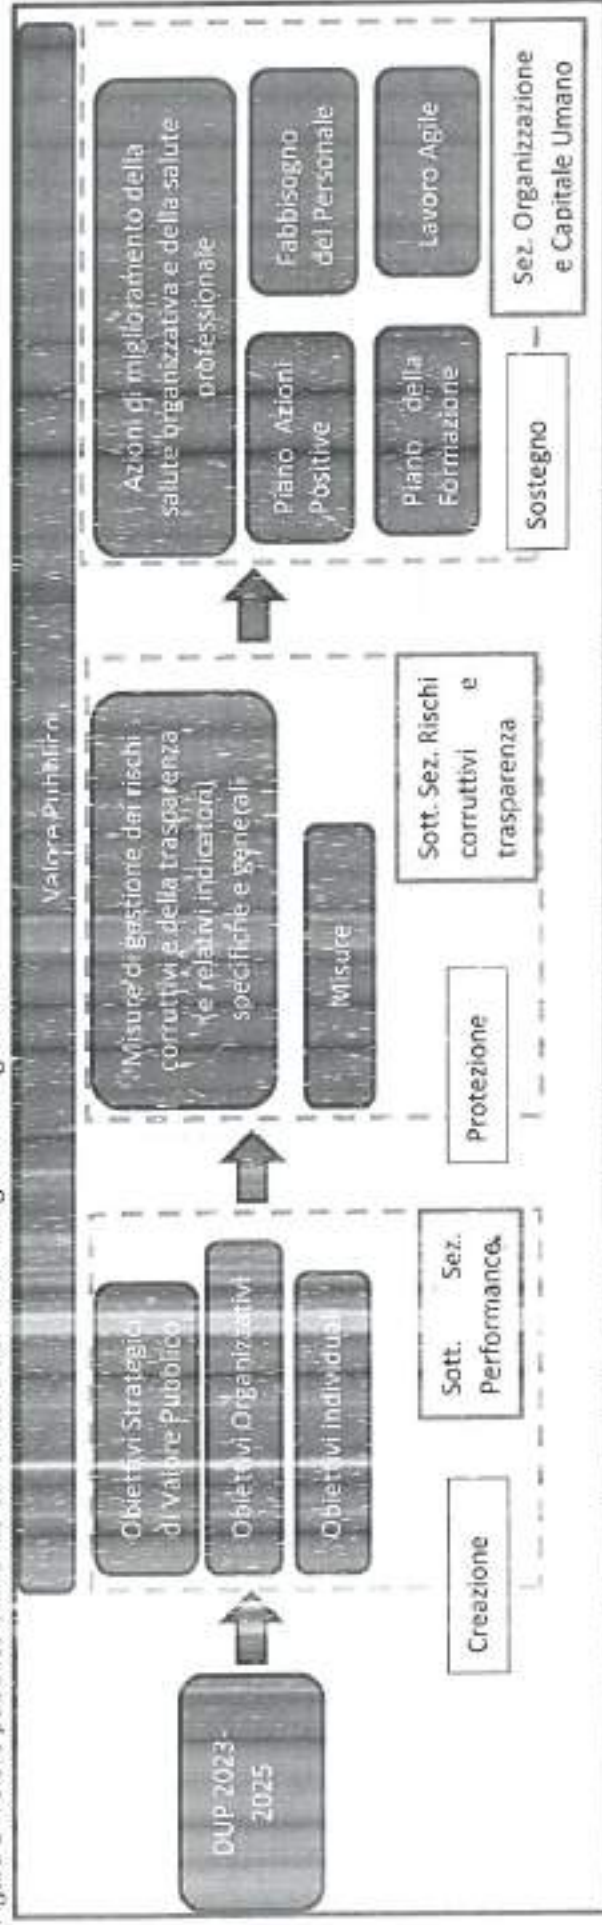 Valore Pubblico
DUP 2023-
2025
Obiettivi Strategici
di Valore Pubblico
Obiettivi Organizzativi
Obiettivi individuali
Creazione
Sott. Sez.
Performance
Misure di gestione dei rischi
corruttivi e della trasparenza
(e relativi indicatori)
specifiche e generali
Misure
Protezione
Sott. Sez. Rischi
corruttivi e
trasparenza
Azioni di miglioramento della
salute organizzativa e della salute
professionale
Piano Azioni
Positive
Fabbisogno
del Personale
Piano della
Formazione
Lavoro Agile
Sostegno
Sez. Organizzazione
e Capitale Umano